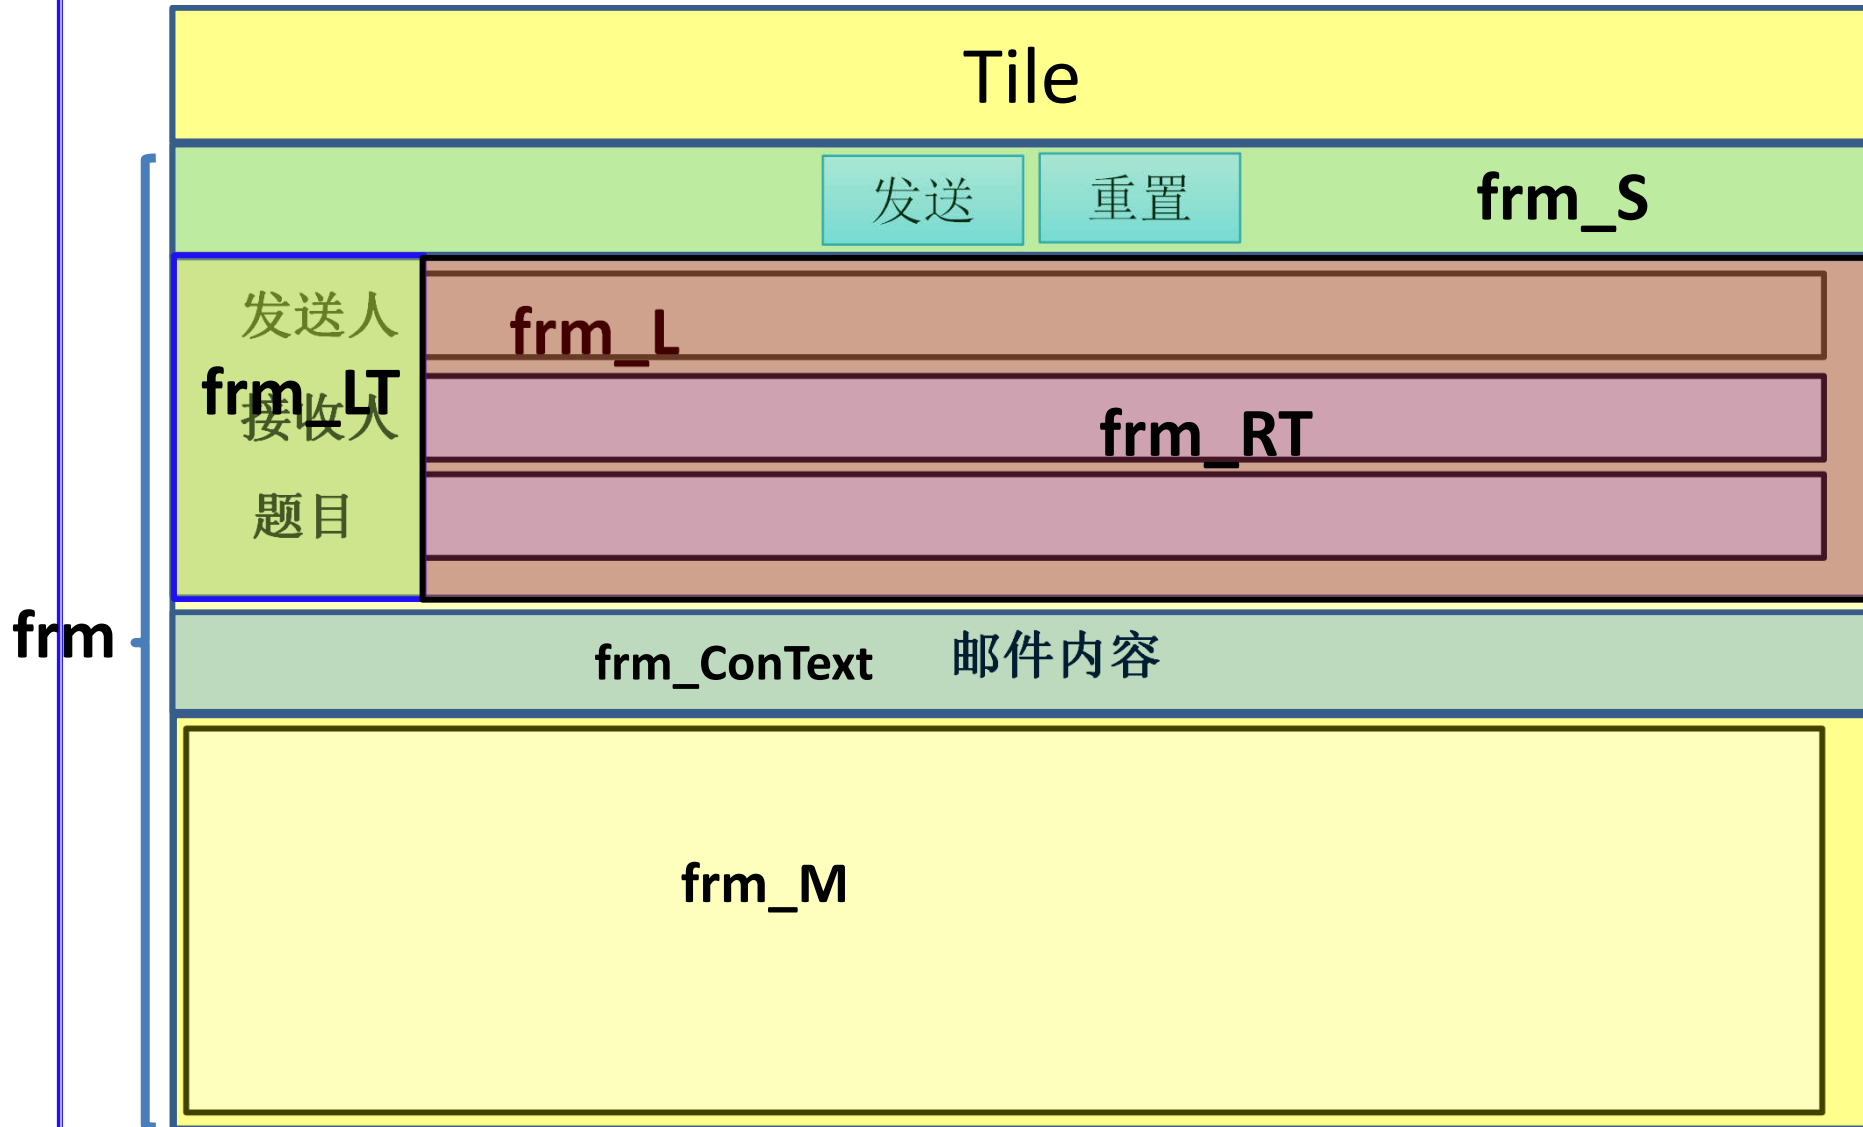 Tile
发送 重置 frm_S
发送人
frm_L
frm_LT
接收人
frm_RT
题目
frm
frm_ConText 邮件内容
frm_M